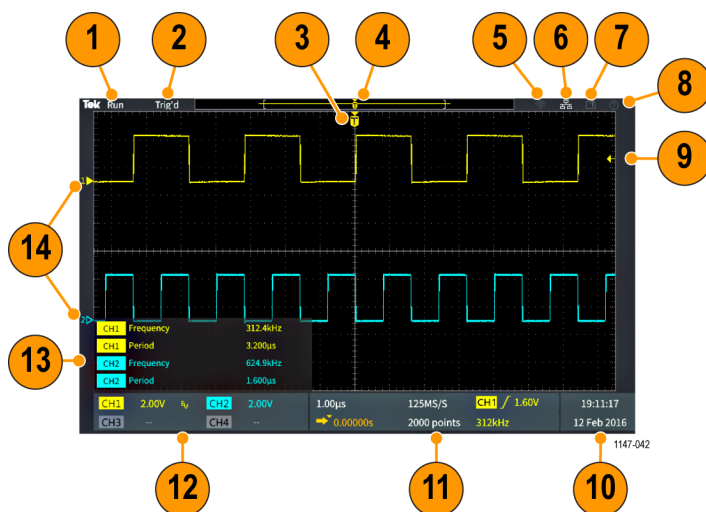 1 2 3 4 5 6 7 8
Tek Run Trig'd
T
9
1
14
2
CH1 Frequency 312.4kHz
CH1 Period 3.200µs
CH2 Frequency 624.9kHz
CH2 Period 1.600µs
13
CH1 2.00V CH2 2.00V 1.00µs 125MS/S CH1 1.60V 19:11:17
CH3 -- CH4 -- 0.00000s 2000 points 312kHz 12 Feb 2016
1147-042
12 11 10